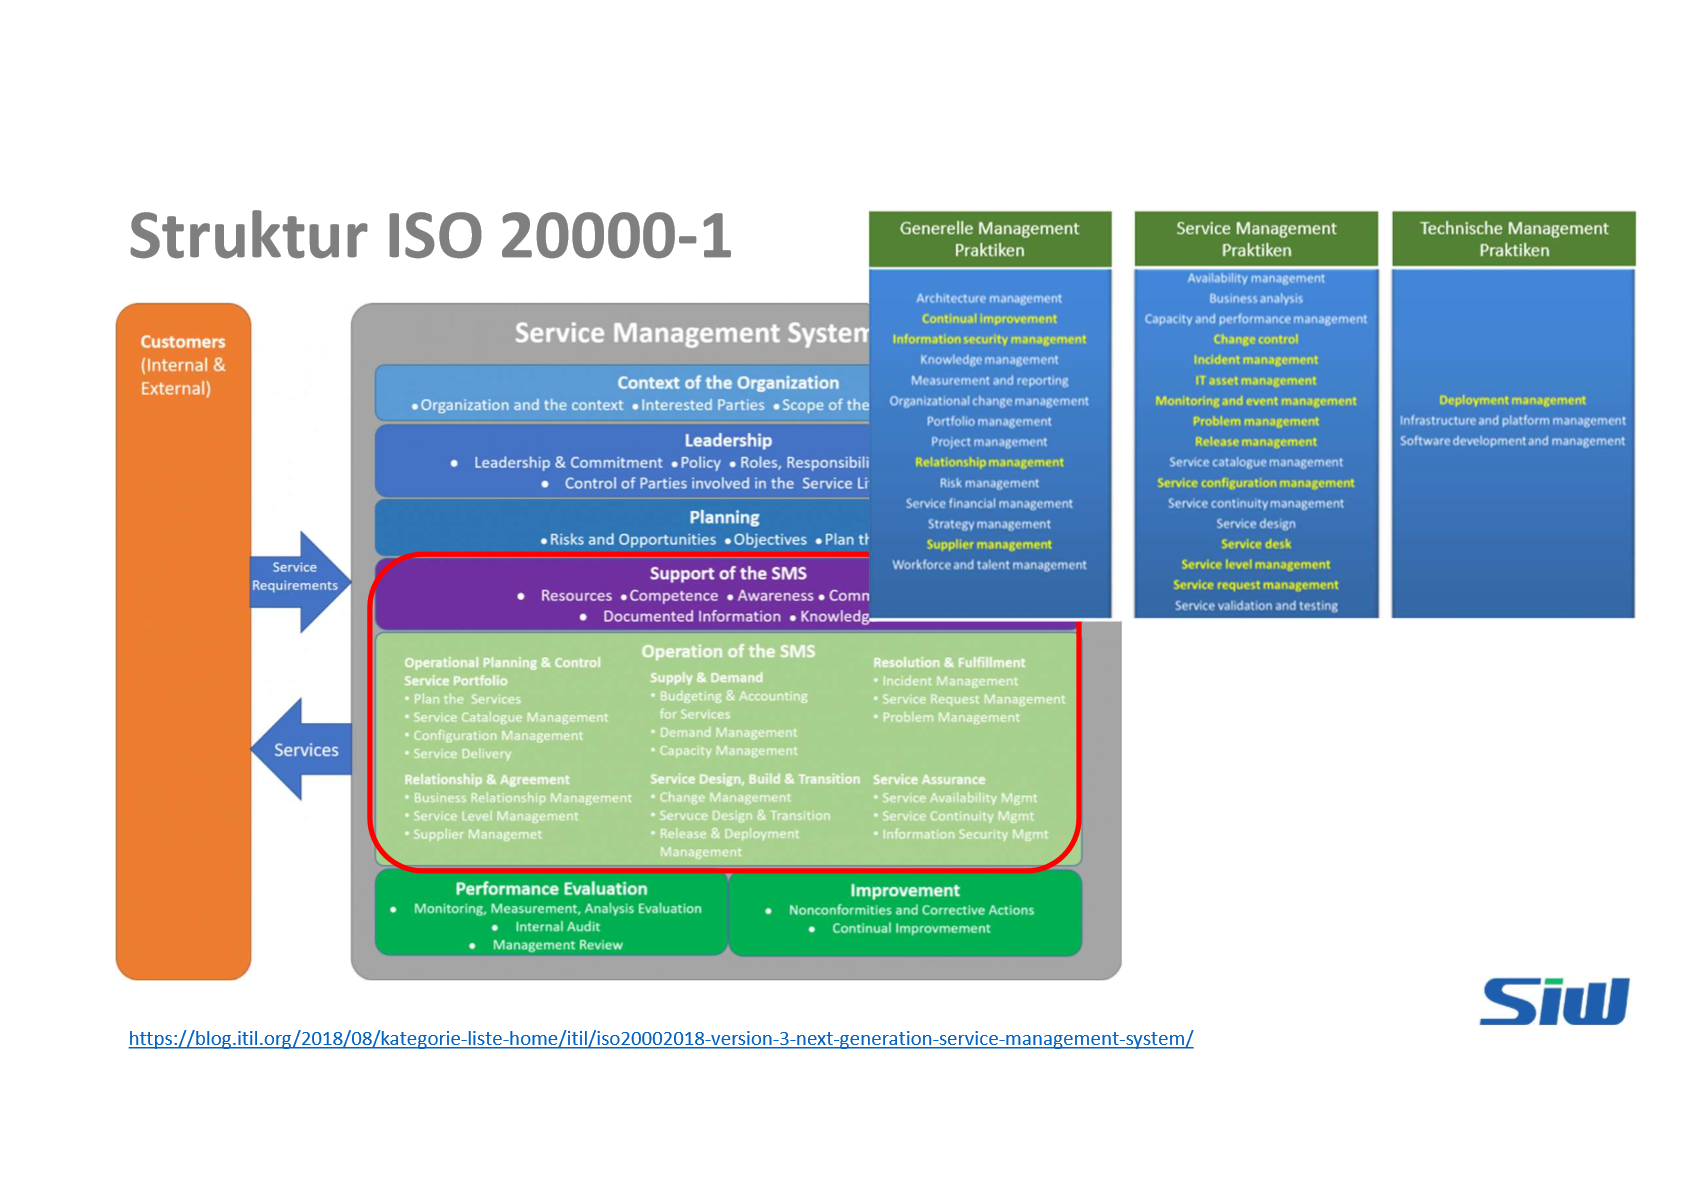 Struktur ISO 20000-1
Customers
(Internal &
External)
Service
Requirements
Services
Service Management System
Context of the Organization
•Organization and the context •Interested Parties •Scope of the
Leadership
• Leadership & Commitment •Policy • Roles, Responsibili
• Control of Parties involved in the Service Li
Planning
•Risks and Opportunities •Objectives •Plan th
Support of the SMS
• Resources •Competence •Awareness •Comm
• Documented Information •Knowledg
Operation of the SMS
Operational Planning & Control
Service Portfolio
• Plan the Services
• Service Catalogue Management
• Configuration Management
• Service Delivery
Relationship & Agreement
• Business Relationship Management
• Service Level Management
• Supplier Managemet
Supply & Demand
• Budgeting & Accounting
for Services
• Demand Management
• Capacity Management
Service Design, Build & Transition
• Change Management
• Servuce Design & Transition
• Release & Deployment
Management
Resolution & Fulfillment
• Incident Management
• Service Request Management
• Problem Management
Service Assurance
• Service Availability Mgmt
• Service Continuity Mgmt
• Information Security Mgmt
Performance Evaluation
• Monitoring, Measurement, Analysis Evaluation
• Internal Audit
• Management Review
Improvement
• Nonconformities and Corrective Actions
• Continual Improvmement
Generelle Management
Praktiken
Architecture management
Continual improvement
Information security management
Knowledge management
Measurement and reporting
Organizational change management
Portfolio management
Project management
Relationship management
Risk management
Service financial management
Strategy management
Supplier management
Workforce and talent management
Service Management
Praktiken
Availability management
Business analysis
Capacity and performance management
Change control
Incident management
IT asset management
Monitoring and event management
Problem management
Release management
Service catalogue management
Service configuration management
Service continuity management
Service design
Service desk
Service level management
Service request management
Service validation and testing
Technische Management
Praktiken
Deployment management
Infrastructure and platform management
Software development and management
https://blog.itil.org/2018/08/kategorie-liste-home/itil/iso20002018-version-3-next-generation-service-management-system/
Siw